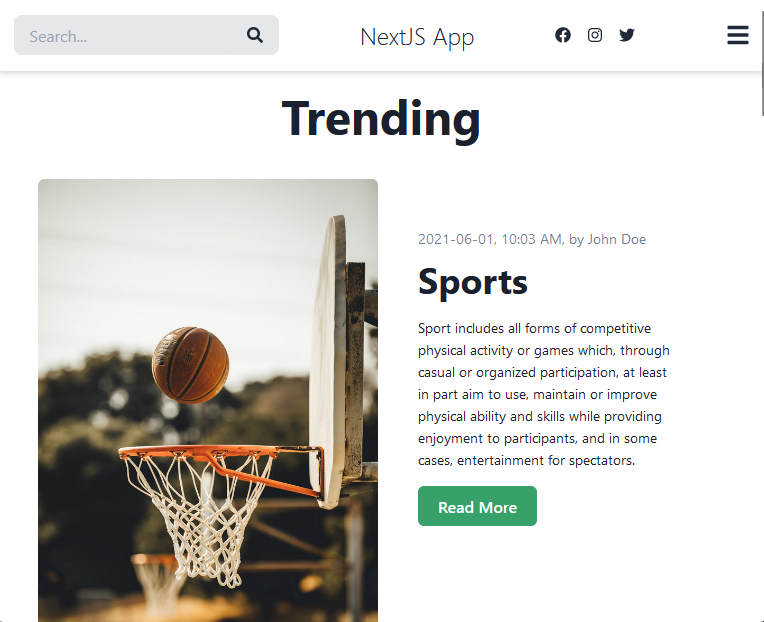 Search...
NextJS App
Trending
2021-06-01, 10:03 AM, by John Doe
Sports
Sport includes all forms of competitive
physical activity or games which, through
casual or organized participation, at least
in part aim to use, maintain or improve
physical ability and skills while providing
enjoyment to participants, and in some
cases, entertainment for spectators.
Read More